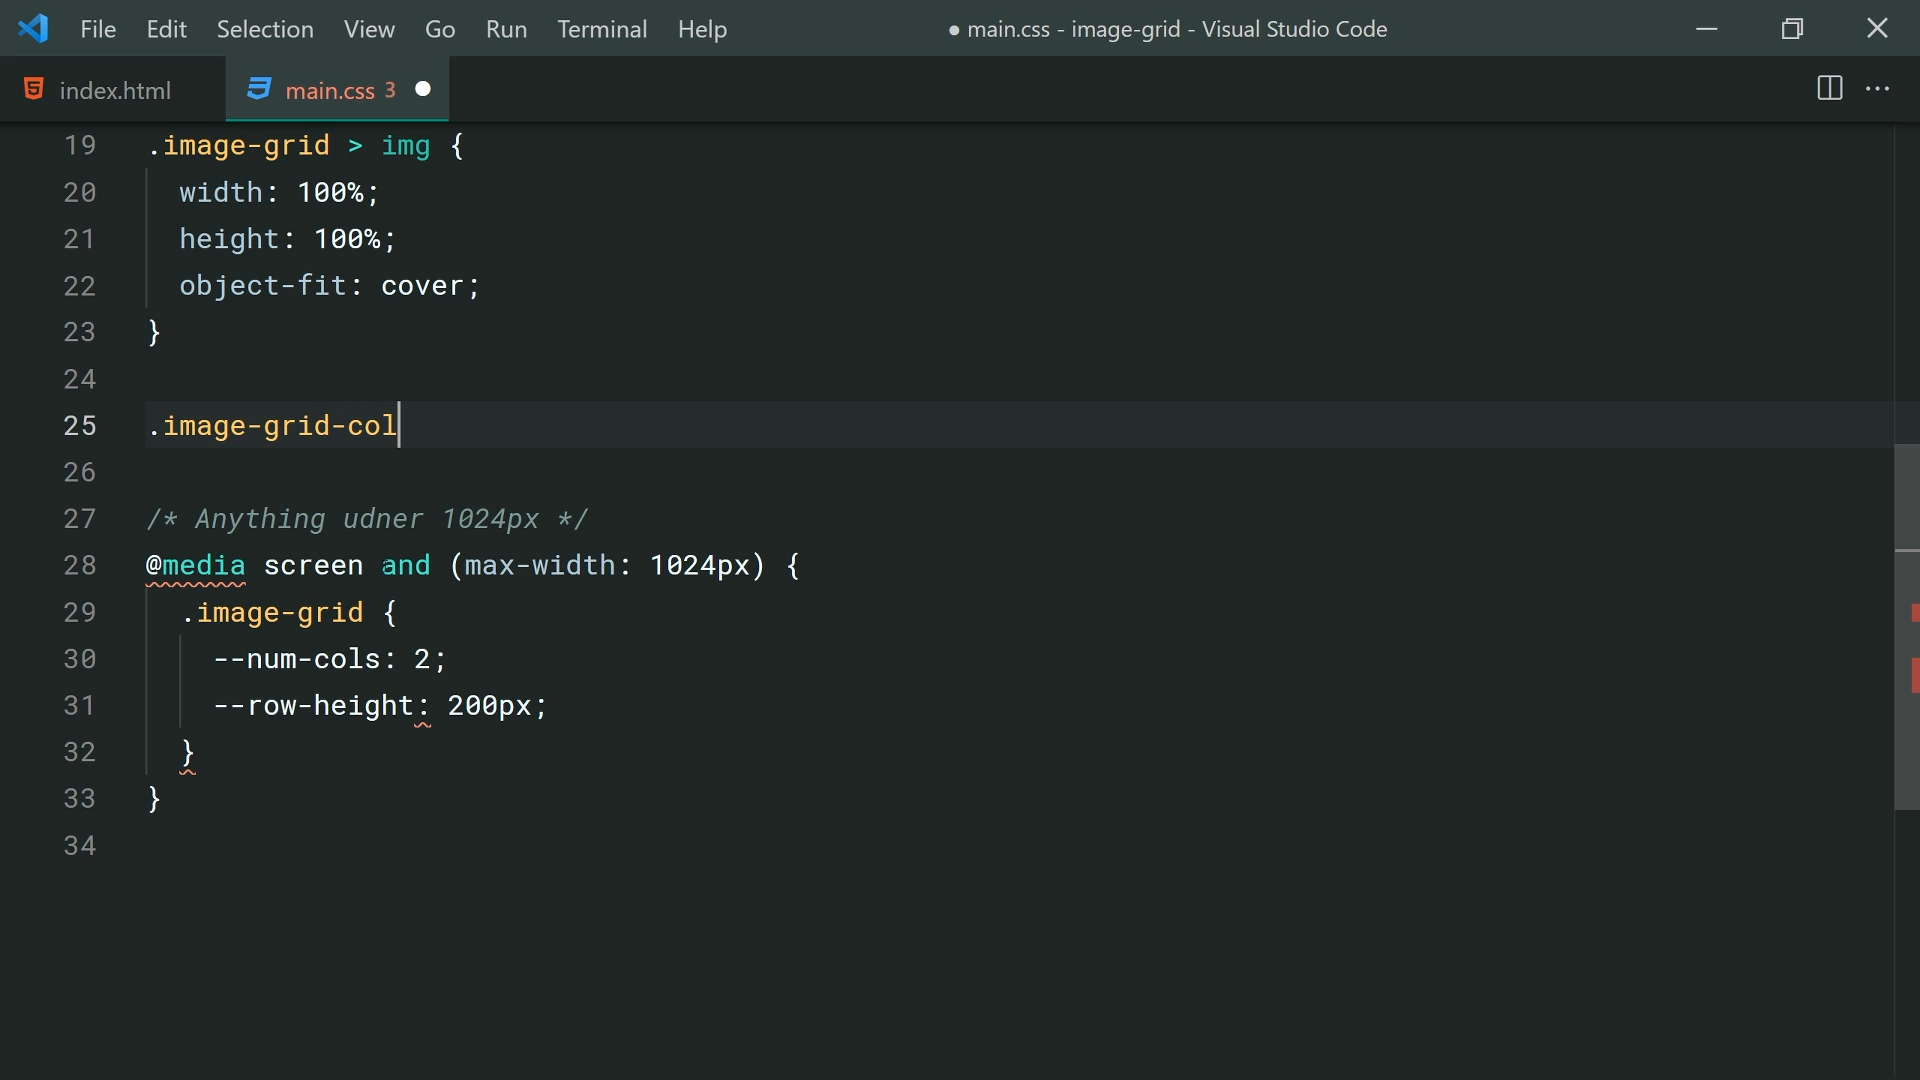 File Edit Selection View Go Run Terminal Help ● main.css - image-grid - Visual Studio Code
index.html main.css 3
19 .image-grid > img {
20 width: 100%;
21 height: 100%;
22 object-fit: cover;
23 }
24
25 .image-grid-col
26
27 /* Anything udner 1024px */
28 @media screen and (max-width: 1024px) {
29 .image-grid {
30 --num-cols: 2;
31 --row-height: 200px;
32 }
33 }
34